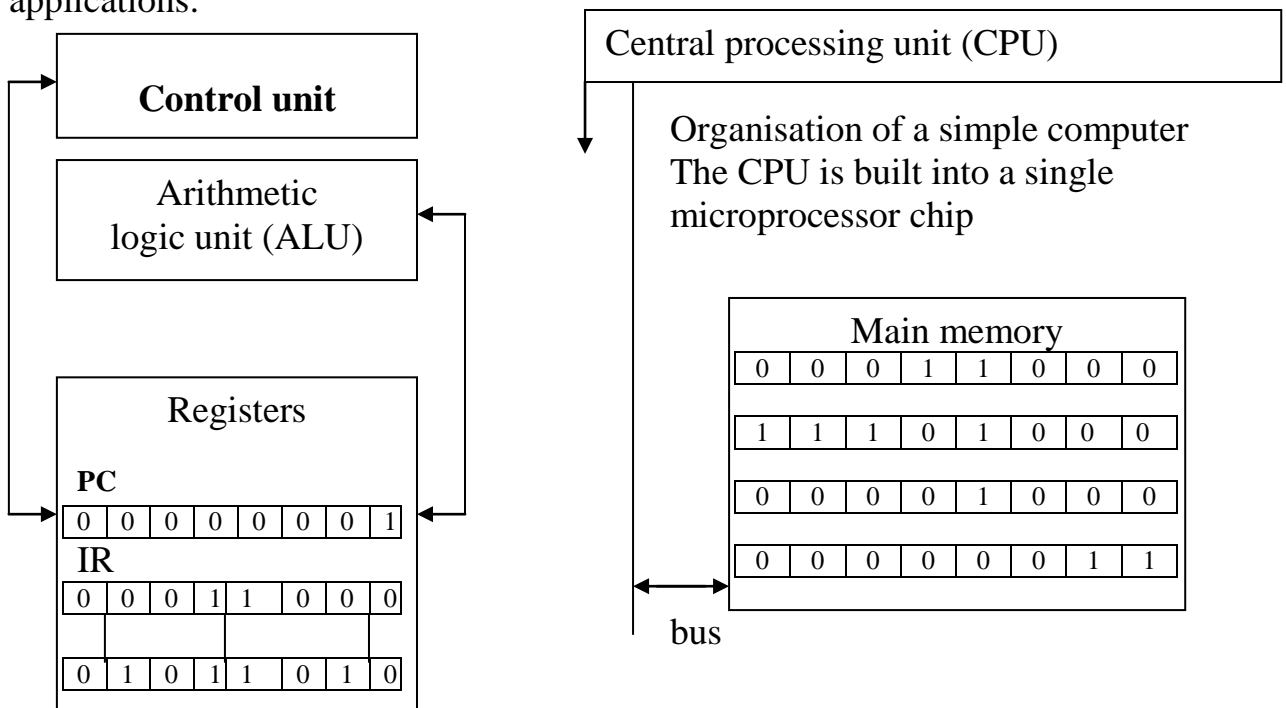 applications.
Control unit
Arithmetic
logic unit (ALU)
Registers
PC
0 0 0 0 0 0 0 1
IR
0 0 0 1 1 0 0 0
0 1 0 1 1 0 1 0
Central processing unit (CPU)
Organisation of a simple computer
The CPU is built into a single
microprocessor chip
Main memory
0 0 0 1 1 0 0 0
1 1 1 0 1 0 0 0
0 0 0 0 1 0 0 0
0 0 0 0 0 0 1 1
bus